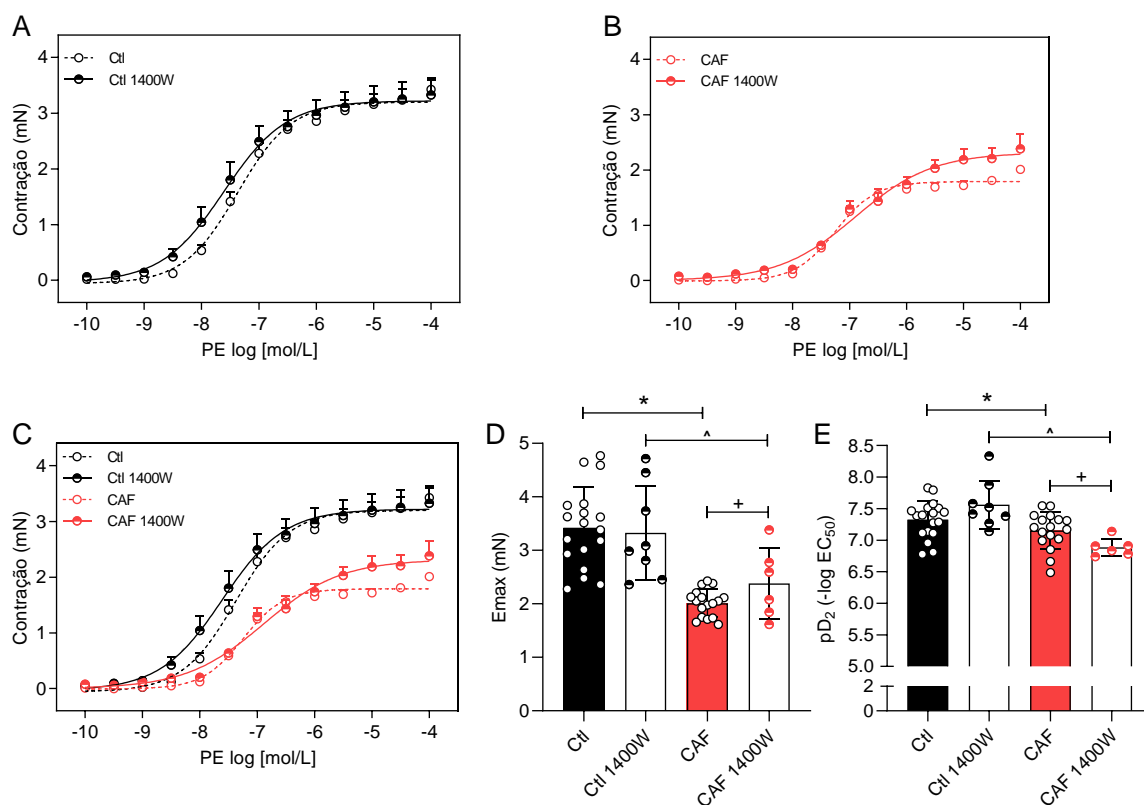 A
Ctl
Ctl 1400W
4
3
2
1
0
Contração (mN)
-10 -9 -8 -7 -6 -5 -4
PE log [mol/L]
B
CAF
CAF 1400W
4
3
2
1
0
Contração (mN)
-10 -9 -8 -7 -6 -5 -4
PE log [mol/L]
C
Ctl
Ctl 1400W
CAF
CAF 1400W
4
3
2
1
0
Contração (mN)
-10 -9 -8 -7 -6 -5 -4
PE log [mol/L]
D
*
^
+
5
4
3
2
1
0
Emax (mN)
Ctl
Ctl 1400W
CAF
CAF 1400W
E
*
^
+
8.5
8.0
7.5
7.0
6.5
6.0
5.5
5.0
2
0
pD₂ (-log EC₅₀)
Ctl
Ctl 1400W
CAF
CAF 1400W